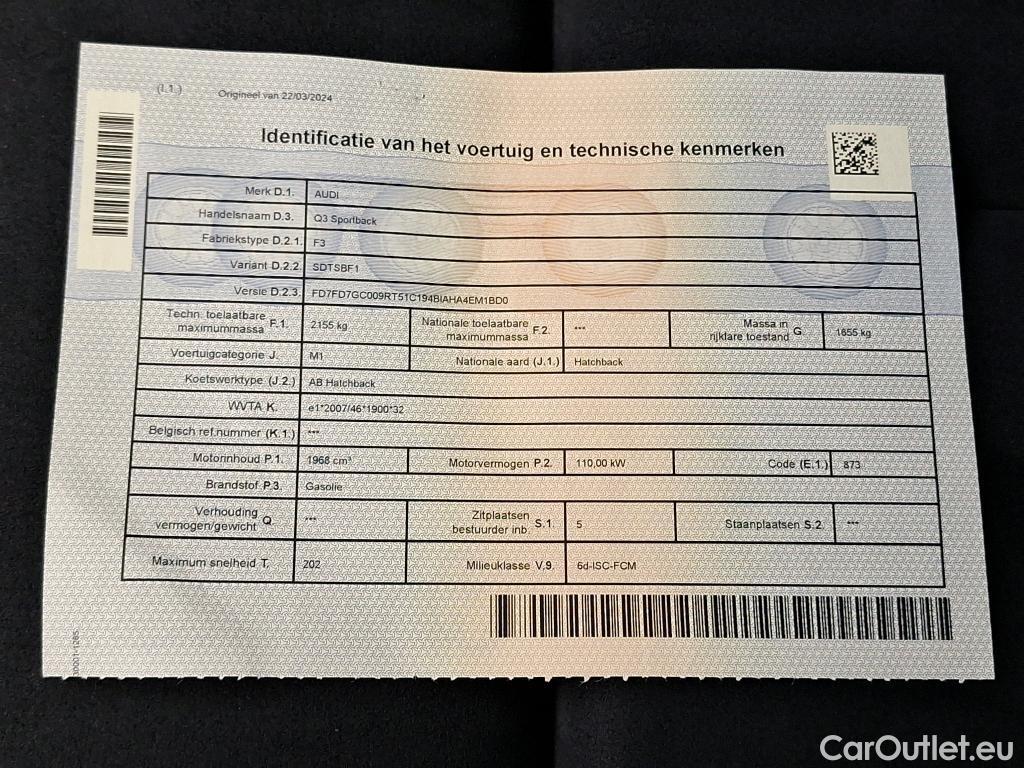 (I.1.) Origineel van 22/03/2024
Identificatie van het voertuig en technische kenmerken
Merk D.1. AUDI
Handelsnaam D.3. Q3 Sportback
Fabriekstype D.2.1. F3
Variant D.2.2. SDTSBF1
Versie D.2.3. FD7FD7GC009RT51C194BIAHA4EM1BD0
Techn. toelaatbare maximummassa F.1. 2155 kg Nationale toelaatbare maximummassa F.2. *** Massa in rijklare toestand G 1655 kg
Voertuigcategorie J. M1 Nationale aard (J.1.) Hatchback
Koetswerktype (J.2.) AB Hatchback
WVTA K. e1*2007/46*1900*32
Belgisch ref.nummer (K.1.) ***
Motorinhoud P.1. 1968 cm³ Motorvermogen P.2. 110,00 kW Code (E.1.) 873
Brandstof P.3. Gasolie
Verhouding vermogen/gewicht Q *** Zitplaatsen bestuurder inb. S.1. 5 Staanplaatsen S.2. ***
Maximum snelheid T. 202 Milieuklasse V.9. 6d-ISC-FCM
CarOutlet.eu